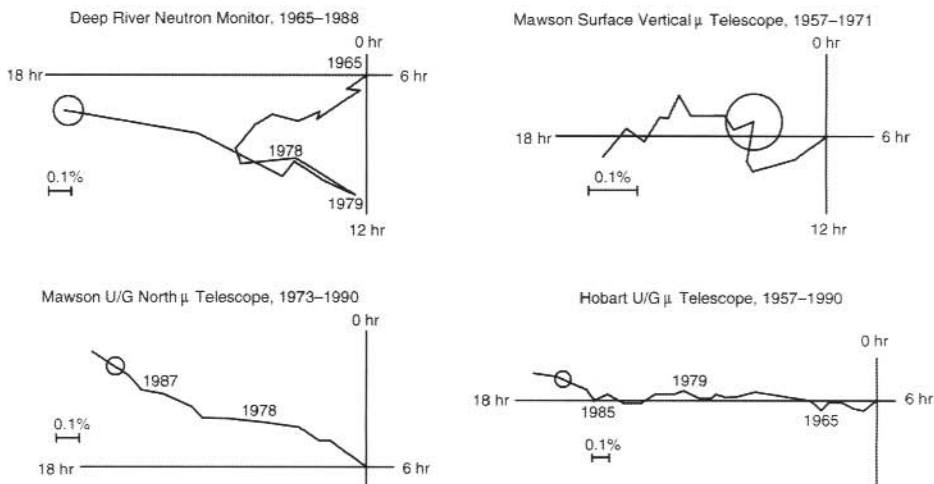 Deep River Neutron Monitor, 1965–1988
0 hr
1965
18 hr
6 hr
1978
0.1%
1979
12 hr
Mawson Surface Vertical μ Telescope, 1957–1971
0 hr
18 hr
6 hr
0.1%
12 hr
Mawson U/G North μ Telescope, 1973–1990
0 hr
1987
1978
0.1%
18 hr
6 hr
Hobart U/G μ Telescope, 1957–1990
0 hr
1979
18 hr
6 hr
1985
1965
0.1%